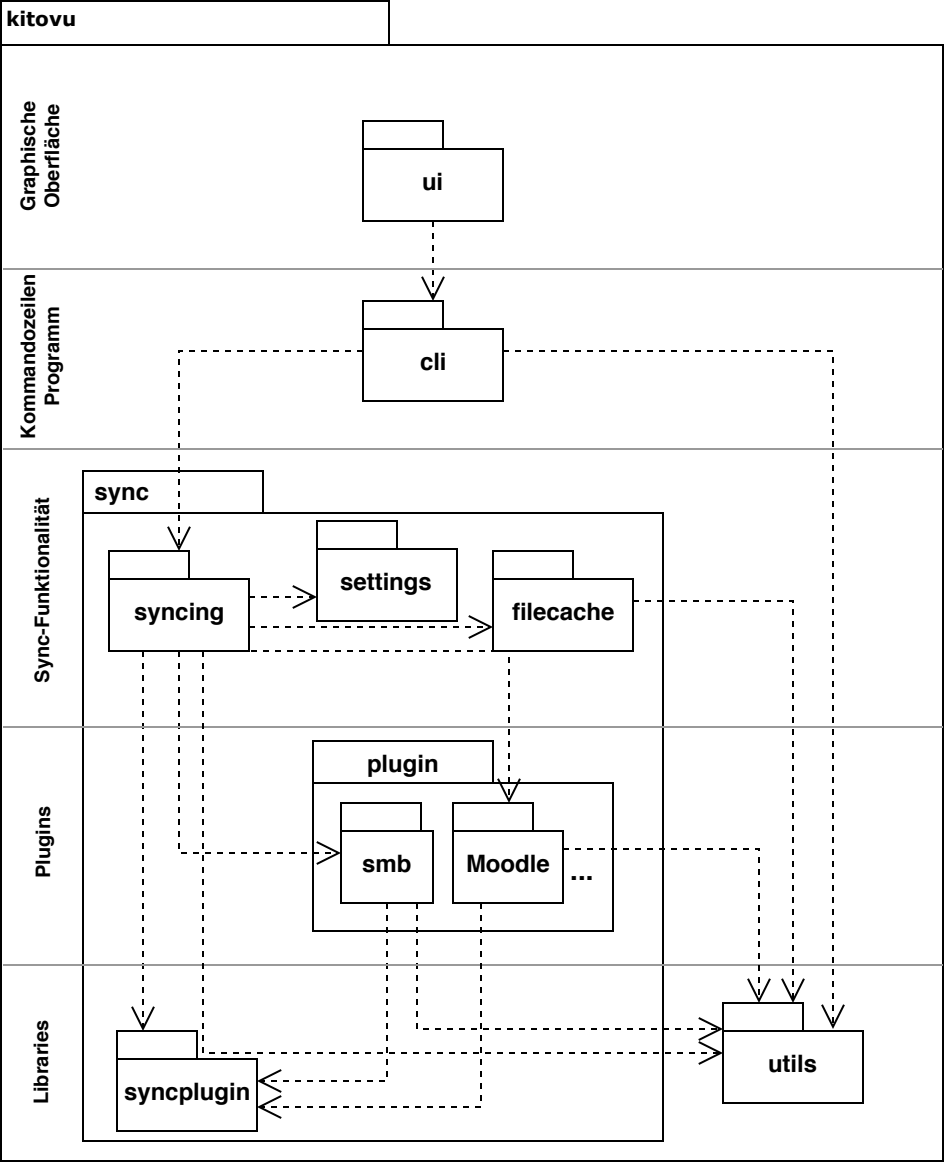 kitovu
Graphische
Oberfläche
ui
Kommandozeilen
Programm
cli
Sync-Funktionalität
sync
syncing
settings
filecache
Plugins
plugin
smb
Moodle
...
Libraries
syncplugin
utils